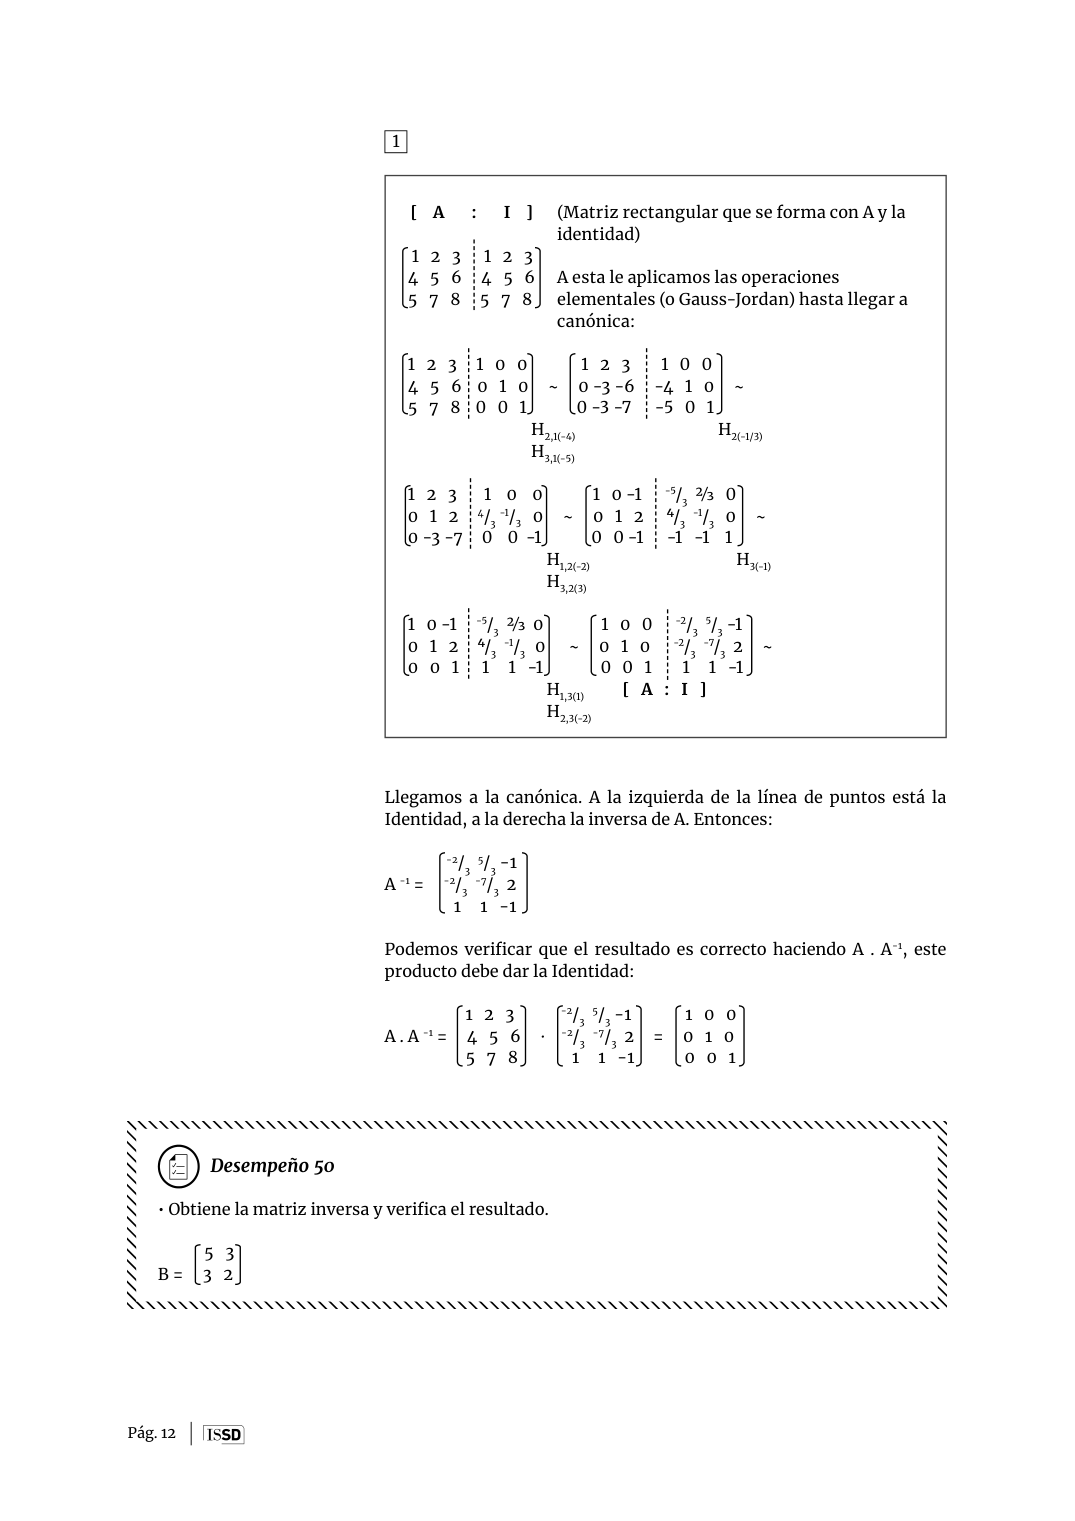 1
[ A : I ] (Matriz rectangular que se forma con A y la
identidad)
1 2 3 1 2 3
4 5 6 4 5 6
5 7 8 5 7 8
A esta le aplicamos las operaciones
elementales (o Gauss-Jordan) hasta llegar a
canónica:
1 2 3 1 0 0 ~ 1 2 3 1 0 0 ~
4 5 6 0 1 0 0 -3 -6 -4 1 0
5 7 8 0 0 1 0 -3 -7 -5 0 1
H2,1(-4) H2(-1/3)
H3,1(-5)
1 2 3 1 0 0 ~ 1 0 -1 -5/3 2/3 0 ~
0 1 2 4/3 -1/3 0 0 1 2 4/3 -1/3 0
0 -3 -7 0 0 -1 0 0 -1 -1 -1 1
H1,2(-2) H3(-1)
H3,2(3)
1 0 -1 -5/3 2/3 0 ~ 1 0 0 -2/3 5/3 -1 ~
0 1 2 4/3 -1/3 0 0 1 0 -2/3 -7/3 2
0 0 1 1 1 -1 0 0 1 1 1 -1
H1,3(1) [ A : I ]
H2,3(-2)
Llegamos a la canónica. A la izquierda de la línea de puntos está la
Identidad, a la derecha la inversa de A. Entonces:
-2/3 5/3 -1
A -1 = -2/3 -7/3 2
1 1 -1
Podemos verificar que el resultado es correcto haciendo A . A-1, este
producto debe dar la Identidad:
1 2 3 -2/3 5/3 -1 1 0 0
A . A -1 = 4 5 6 · -2/3 -7/3 2 = 0 1 0
5 7 8 1 1 -1 0 0 1
Desempeño 50
• Obtiene la matriz inversa y verifica el resultado.
5 3
B = 3 2
Pág. 12 | ISSD